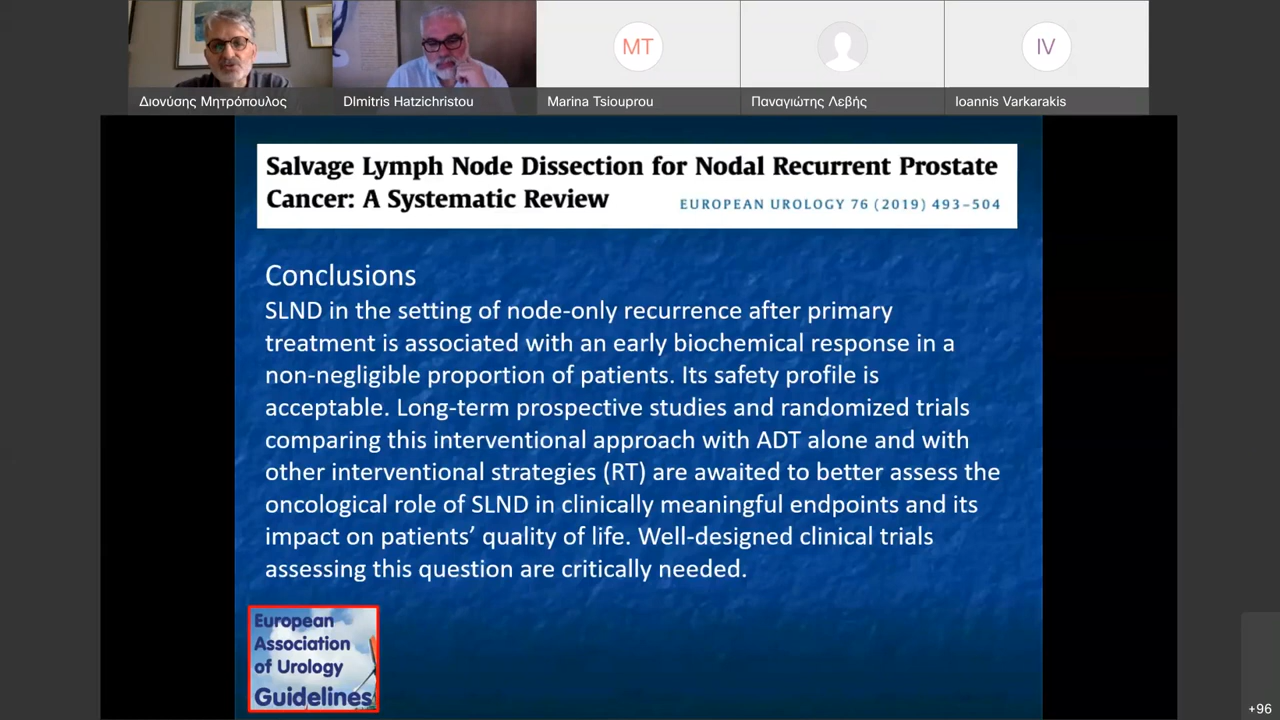 MT
IV
Διονύσης Μητρόπουλος
DImitris Hatzichristou
Marina Tsiouprou
Παναγιώτης Λεβής
Ioannis Varkarakis
Salvage Lymph Node Dissection for Nodal Recurrent Prostate
Cancer: A Systematic Review
EUROPEAN UROLOGY 76 (2019) 493–504
Conclusions
SLND in the setting of node-only recurrence after primary
treatment is associated with an early biochemical response in a
non-negligible proportion of patients. Its safety profile is
acceptable. Long-term prospective studies and randomized trials
comparing this interventional approach with ADT alone and with
other interventional strategies (RT) are awaited to better assess the
oncological role of SLND in clinically meaningful endpoints and its
impact on patients’ quality of life. Well-designed clinical trials
assessing this question are critically needed.
European
Association
of Urology
Guidelines
+96